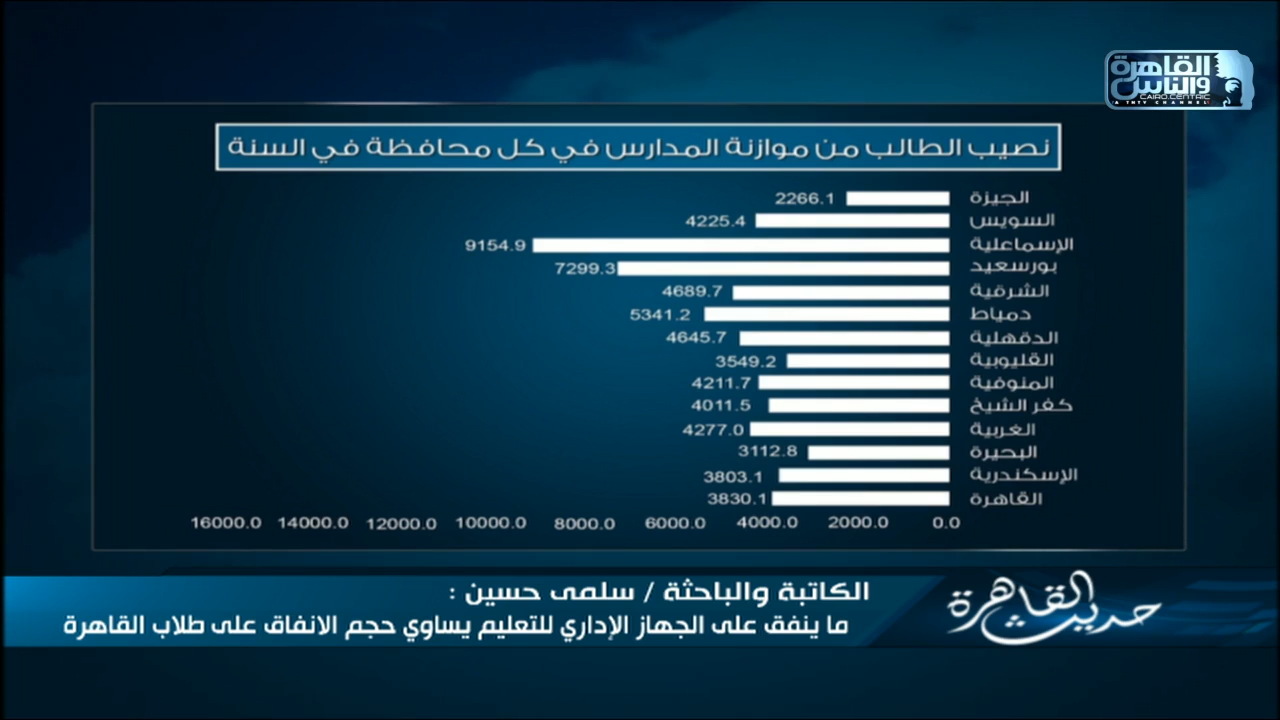 القاهرة
والناس
CAIRO.CENTRIC
A TNTV CHANNEL
نصيب الطالب من موازنة المدارس في كل محافظة في السنة
الجيزة 2266.1
السويس 4225.4
الإسماعلية 9154.9
بورسعيد 7299.3
الشرقية 4689.7
دمياط 5341.2
الدقهلية 4645.7
القليوبية 3549.2
المنوفية 4211.7
كفر الشيخ 4011.5
الغربية 4277.0
البحيرة 3112.8
الإسكندرية 3803.1
القاهرة 3830.1
16000.0 14000.0 12000.0 10000.0 8000.0 6000.0 4000.0 2000.0 0.0
حديث القاهرة
الكاتبة والباحثة / سلمى حسين :
ما ينفق على الجهاز الإداري للتعليم يساوي حجم الانفاق على طلاب القاهرة